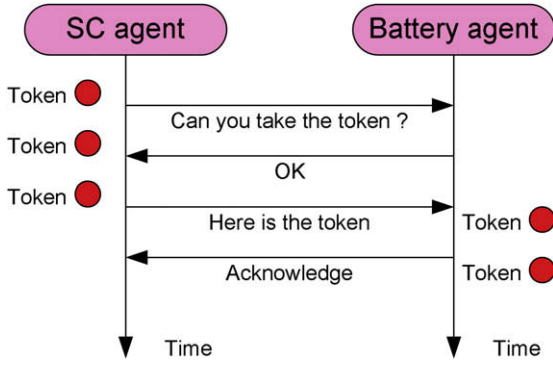 SC agent
Battery agent
Token
Can you take the token ?
Token
OK
Token
Here is the token
Token
Acknowledge
Token
Time
Time